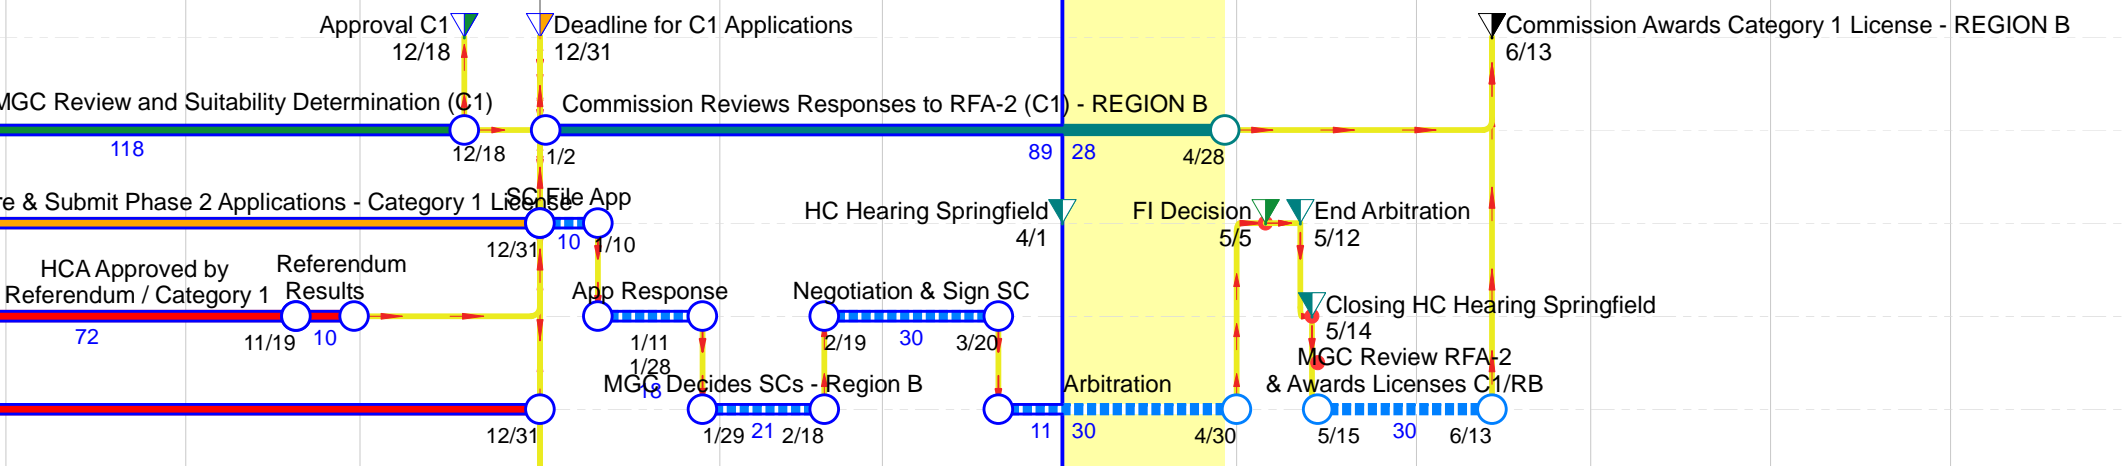 Approval C1
12/18
Deadline for C1 Applications
12/31
Commission Awards Category 1 License - REGION B
6/13
MGC Review and Suitability Determination (C1)
118
12/18
Commission Reviews Responses to RFA-2 (C1) - REGION B
1/2
89 28
4/28
re & Submit Phase 2 Applications - Category 1 License
12/31
SC File App
10
1/10
HC Hearing Springfield
4/1
FI Decision
5/5
End Arbitration
5/12
HCA Approved by
Referendum / Category 1
72
11/19
Referendum
Results
10
App Response
1/11
1/28
18
Negotiation & Sign SC
2/19
30
3/20
Closing HC Hearing Springfield
5/14
12/31
MGC Decides SCs - Region B
1/29
21
2/18
Arbitration
11 30
4/30
MGC Review RFA-2
& Awards Licenses C1/RB
5/15
30
6/13